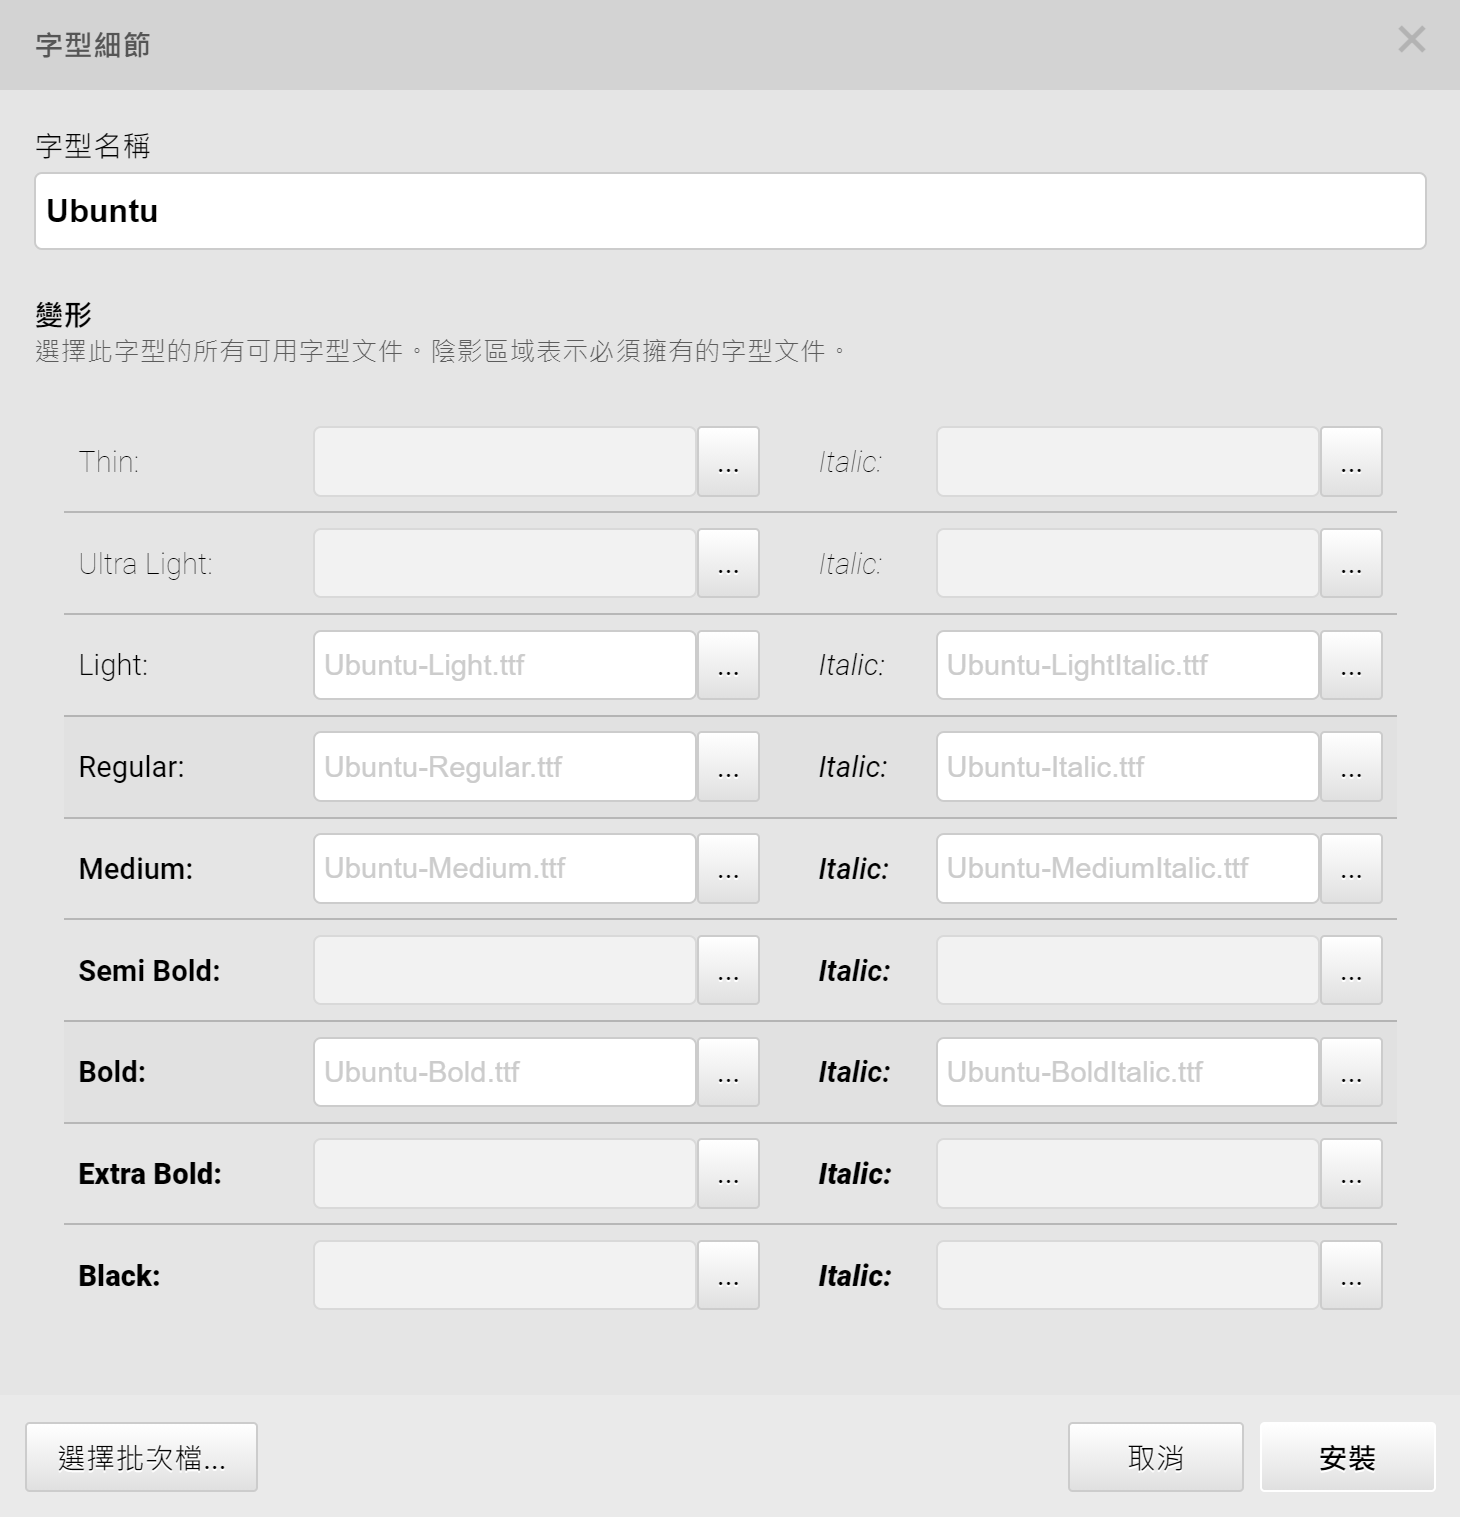 字型細節
字型名稱
Ubuntu
變形
選擇此字型的所有可用字型文件。陰影區域表示必須擁有的字型文件。
Thin: ... Italic: ...
Ultra Light: ... Italic: ...
Light: Ubuntu-Light.ttf ... Italic: Ubuntu-LightItalic.ttf ...
Regular: Ubuntu-Regular.ttf ... Italic: Ubuntu-Italic.ttf ...
Medium: Ubuntu-Medium.ttf ... Italic: Ubuntu-MediumItalic.ttf ...
Semi Bold: ... Italic: ...
Bold: Ubuntu-Bold.ttf ... Italic: Ubuntu-BoldItalic.ttf ...
Extra Bold: ... Italic: ...
Black: ... Italic: ...
選擇批次檔... 取消 安裝